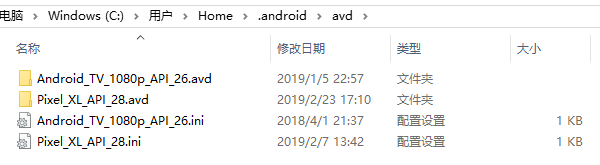 电脑 › Windows (C:) › 用户 › Home › .android › avd ›
名称 修改日期 类型 大小
Android_TV_1080p_API_26.avd 2019/1/5 22:57 文件夹
Pixel_XL_API_28.avd 2019/2/23 17:10 文件夹
Android_TV_1080p_API_26.ini 2018/4/1 21:37 配置设置 1 KB
Pixel_XL_API_28.ini 2019/2/7 13:42 配置设置 1 KB